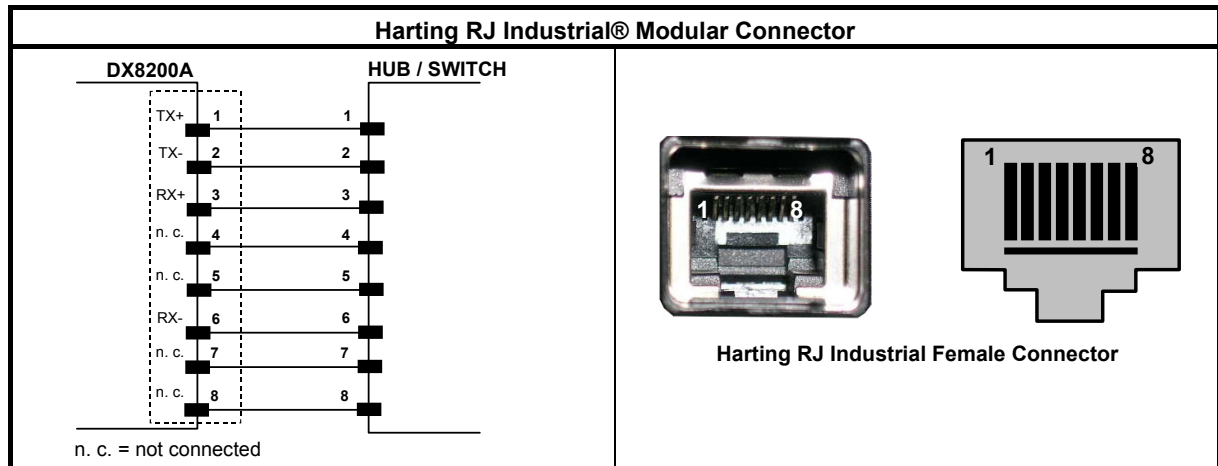 Harting RJ Industrial® Modular Connector
DX8200A HUB / SWITCH
TX+ 1 1
TX- 2 2
RX+ 3 3
n. c. 4 4
n. c. 5 5
RX- 6 6
n. c. 7 7
n. c. 8 8
n. c. = not connected
1 8
1 8
Harting RJ Industrial Female Connector